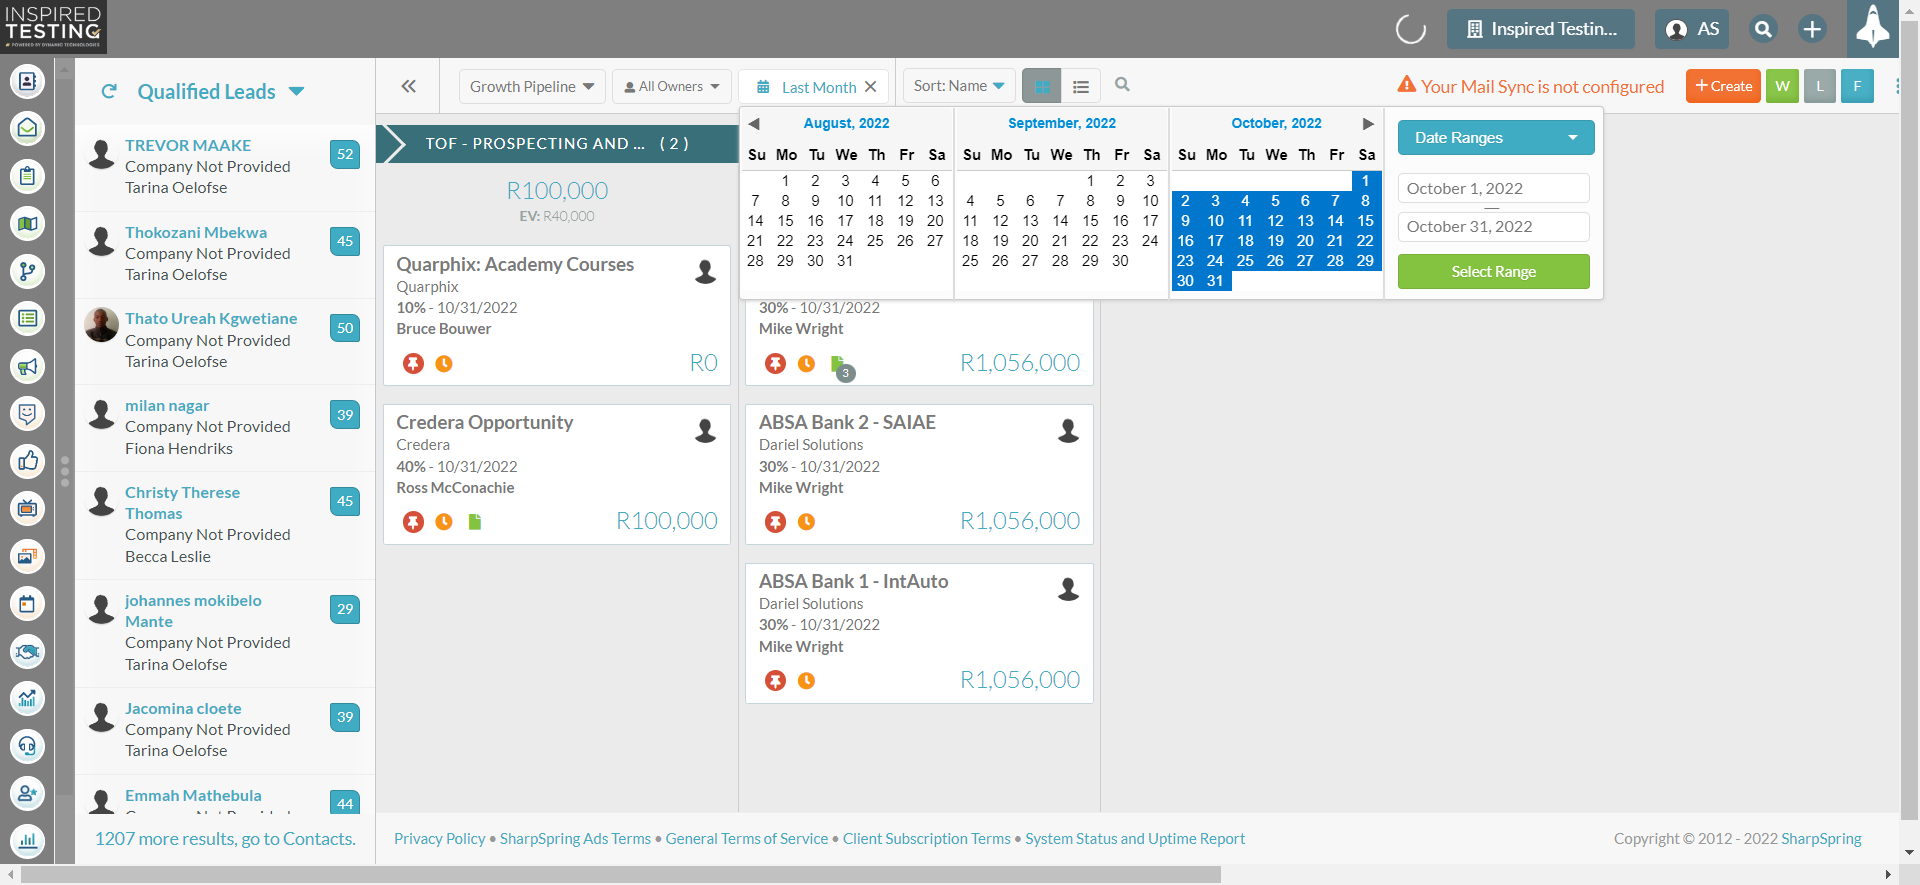 INSPIRED
TESTING
POWERED BY DYNAMIC TECHNOLOGIES
Inspired Testin...
AS
Qualified Leads
Growth Pipeline
All Owners
Last Month
Sort: Name
Your Mail Sync is not configured
+ Create
W
L
F
TREVOR MAAKE
Company Not Provided
Tarina Oelofse
52
Thokozani Mbekwa
Company Not Provided
Tarina Oelofse
45
Thato Ureah Kgwetiane
Company Not Provided
Tarina Oelofse
50
milan nagar
Company Not Provided
Fiona Hendriks
39
Christy Therese
Thomas
Company Not Provided
Becca Leslie
45
johannes mokibelo
Mante
Company Not Provided
Tarina Oelofse
29
Jacomina cloete
Company Not Provided
Tarina Oelofse
39
Emmah Mathebula
44
1207 more results, go to Contacts.
TOF - PROSPECTING AND ... ( 2 )
R100,000
EV: R40,000
Quarphix: Academy Courses
Quarphix
10% - 10/31/2022
Bruce Bouwer
R0
Credera Opportunity
Credera
40% - 10/31/2022
Ross McConachie
R100,000
30% - 10/31/2022
Mike Wright
3
R1,056,000
ABSA Bank 2 - SAIAE
Dariel Solutions
30% - 10/31/2022
Mike Wright
R1,056,000
ABSA Bank 1 - IntAuto
Dariel Solutions
30% - 10/31/2022
Mike Wright
R1,056,000
August, 2022
Su Mo Tu We Th Fr Sa
1 2 3 4 5 6
7 8 9 10 11 12 13
14 15 16 17 18 19 20
21 22 23 24 25 26 27
28 29 30 31
September, 2022
Su Mo Tu We Th Fr Sa
1 2 3
4 5 6 7 8 9 10
11 12 13 14 15 16 17
18 19 20 21 22 23 24
25 26 27 28 29 30
October, 2022
Su Mo Tu We Th Fr Sa
1
2 3 4 5 6 7 8
9 10 11 12 13 14 15
16 17 18 19 20 21 22
23 24 25 26 27 28 29
30 31
Date Ranges
October 1, 2022
—
October 31, 2022
Select Range
Privacy Policy • SharpSpring Ads Terms • General Terms of Service • Client Subscription Terms • System Status and Uptime Report
Copyright © 2012 - 2022 SharpSpring